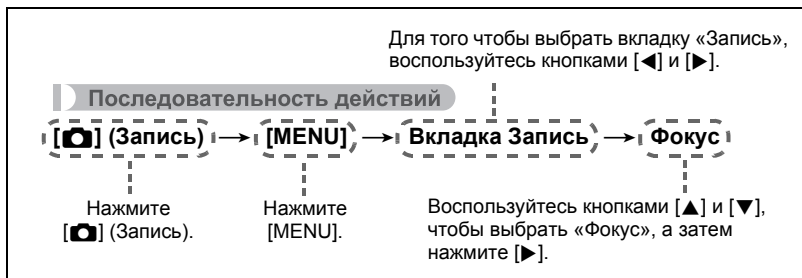 Для того чтобы выбрать вкладку «Запись»,
воспользуйтесь кнопками [◀] и [▶].
Последовательность действий
[📷] (Запись) → [MENU] → Вкладка Запись → Фокус
Нажмите
[📷] (Запись).
Нажмите
[MENU].
Воспользуйтесь кнопками [▲] и [▼],
чтобы выбрать «Фокус», а затем
нажмите [▶].